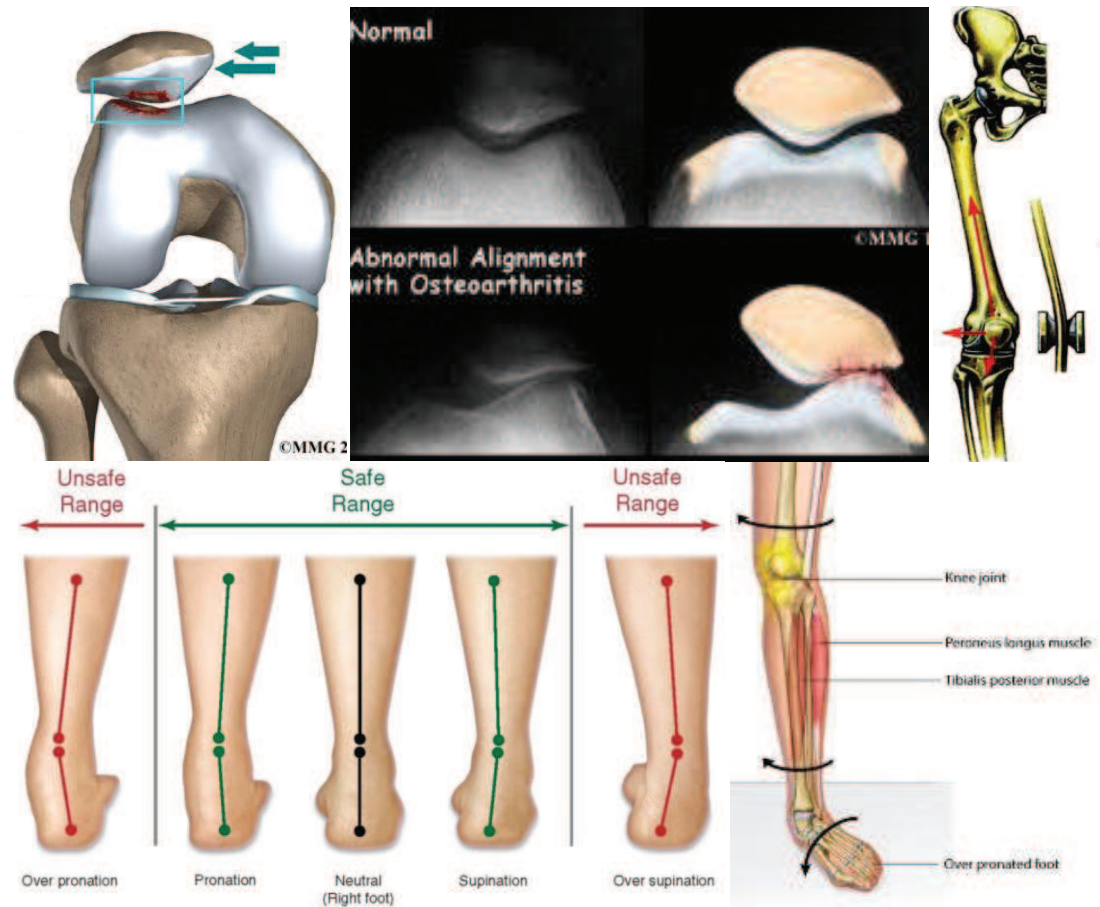 Normal
©MMG 1
Abnormal Alignment
with Osteoarthritis
©MMG 2
Unsafe
Range
Safe
Range
Unsafe
Range
Over pronation
Pronation
Neutral
(Right foot)
Supination
Over supination
Knee joint
Peroneus longus muscle
Tibialis posterior muscle
Over pronated foot